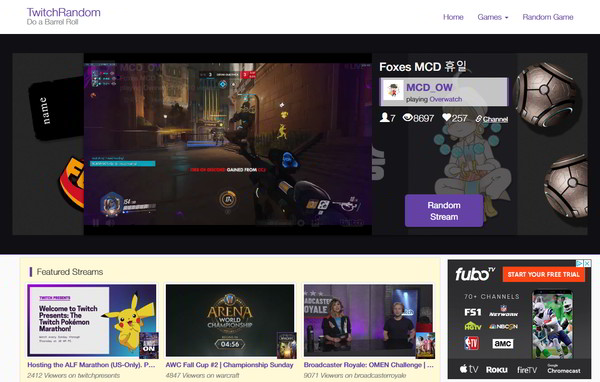 TwitchRandom
Do a Barrel Roll
Home
Games
Random Game
name
Foxes MCD 휴일
MCD_OW
playing Overwatch
7
8697
257
Channel
GAINED FROM
Random
Stream
Featured Streams
TWITCH PRESENTS
Welcome to Twitch
Presents: The
Twitch Pokémon
Marathon!
ARENA
WORLD
CHAMPIONSHIP
04:56
Hosting the ALF Marathon (US-Only). P...
2412 Viewers on twitchpresents
AWC Fall Cup #2 | Championship Sunday
4847 Viewers on warcraft
Broadcaster Royale: OMEN Challenge | ...
9071 Viewers on broadcasterroyale
fubo TV
START YOUR FREE TRIAL
70+ CHANNELS
FS1
NETWORK
HGTV
NBCSN
amc
tv
Roku
fireTV
Google
Chromecast